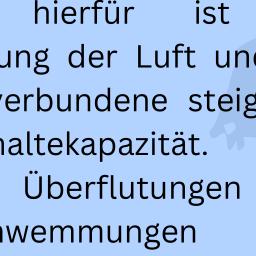 hierfür ist
ung der Luft und
verbundene steig
haltekapazität.
Überflutungen
wemmungen